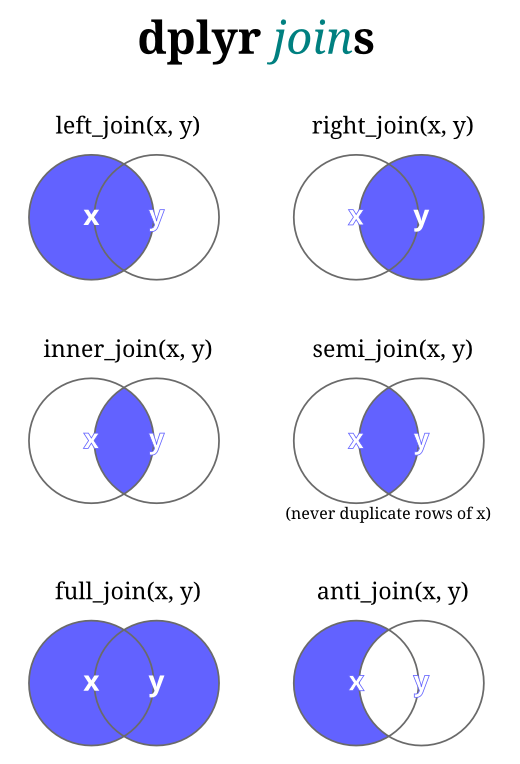 dplyr joins
left_join(x, y)
right_join(x, y)
x y
x y
inner_join(x, y)
semi_join(x, y)
x y
x y
(never duplicate rows of x)
full_join(x, y)
anti_join(x, y)
x y
x y